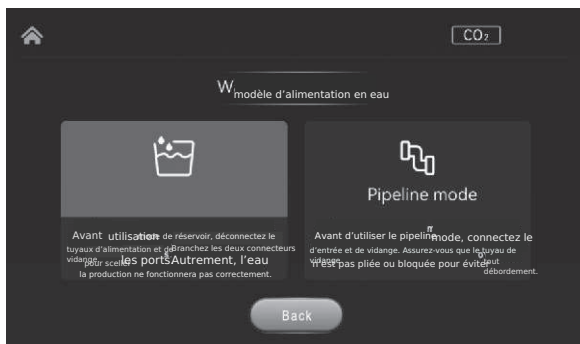 CO₂
W
modèle d’alimentation en eau
Pipeline mode
Avant utilisation de réservoir, déconnectez le
tuyaux d’alimentation et de
Branchez les deux connecteurs
vidange
pour sceller les ports Autrement, l’eau
la production ne fonctionnera pas correctement.
Avant d’utiliser le pipeline mode, connectez le
d’entrée et de vidange. Assurez-vous que le tuyau de
vidange
n’est pas pliée ou bloquée pour éviter tout
débordement.
Back